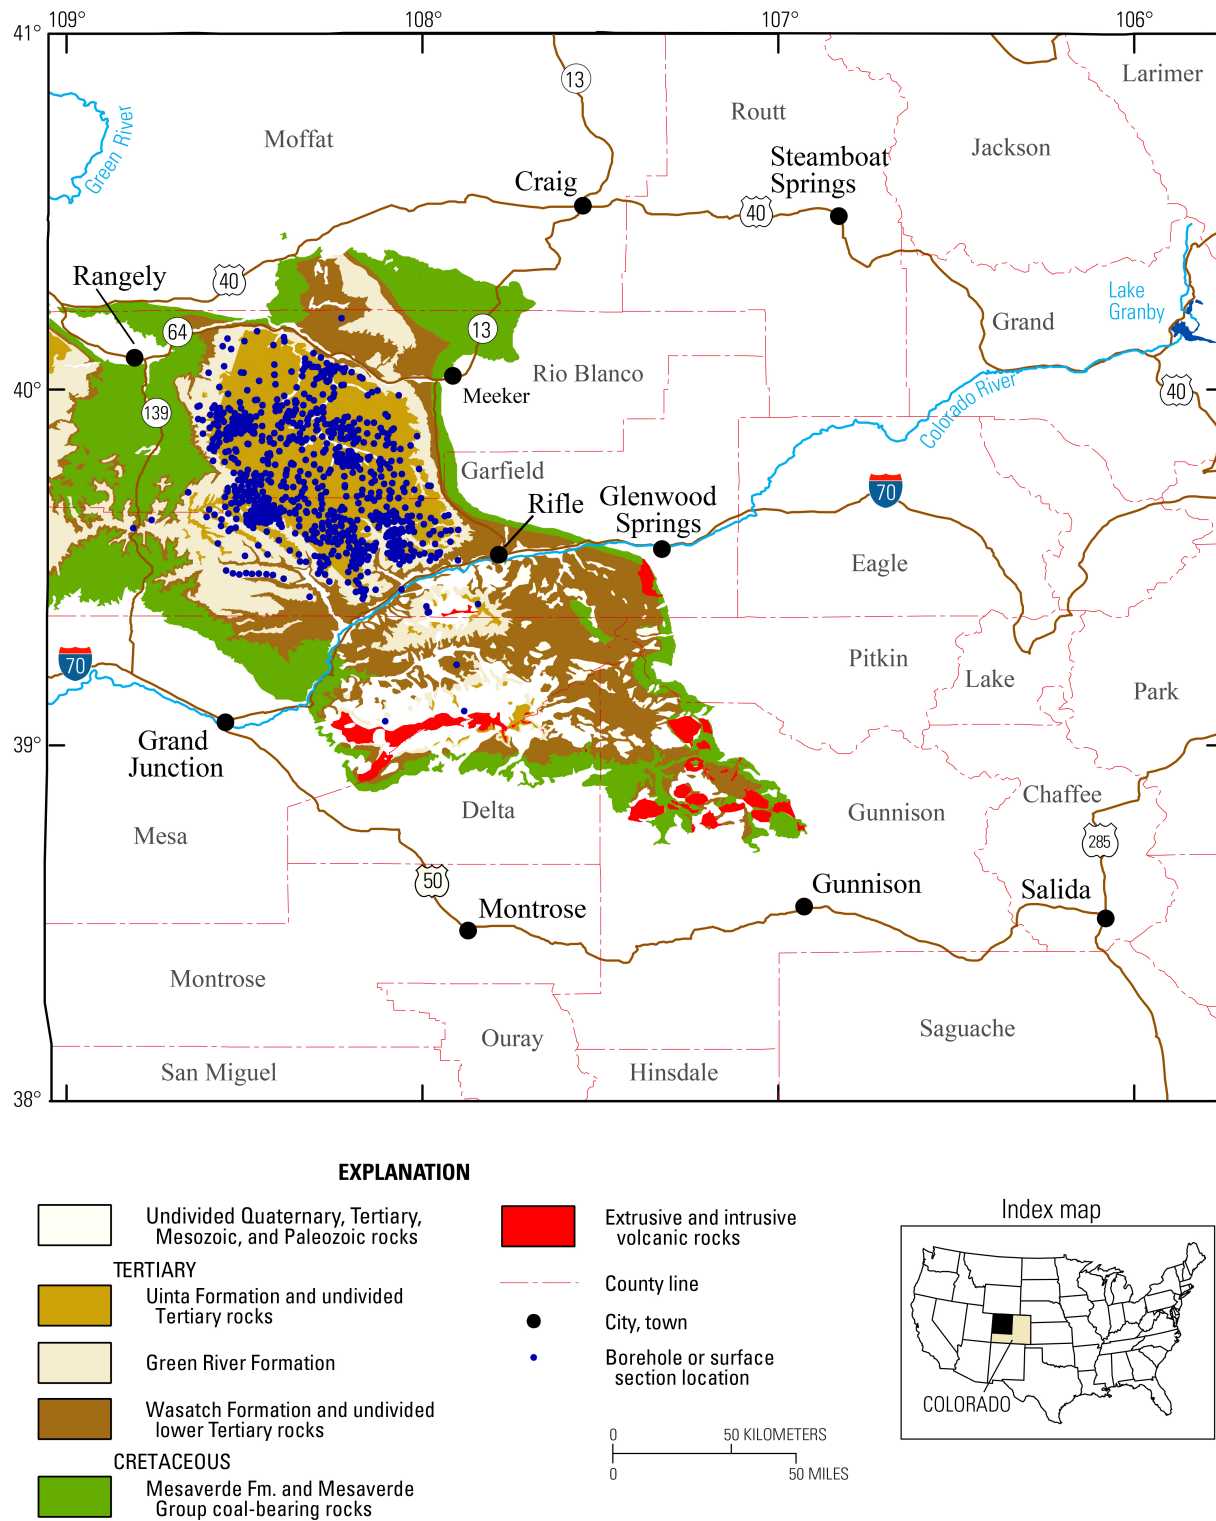 109°
108°
107°
106°
41°
13
Larimer
Green River
Moffat
Routt
Jackson
Steamboat
Springs
Craig
40
Rangely
40
Lake
Granby
64
13
Grand
Rio Blanco
40°
Meeker
40
139
Colorado River
Garfield
Rifle
Glenwood
Springs
70
Eagle
70
Pitkin
Lake
Park
39°
Grand
Junction
Delta
Chaffee
Gunnison
Mesa
285
50
Gunnison
Salida
Montrose
Montrose
Saguache
Ouray
San Miguel
Hinsdale
38°
EXPLANATION
Undivided Quaternary, Tertiary,
Mesozoic, and Paleozoic rocks
TERTIARY
Uinta Formation and undivided
Tertiary rocks
Green River Formation
Wasatch Formation and undivided
lower Tertiary rocks
CRETACEOUS
Mesaverde Fm. and Mesaverde
Group coal-bearing rocks
Extrusive and intrusive
volcanic rocks
County line
City, town
Borehole or surface
section location
0 50 KILOMETERS
0 50 MILES
Index map
COLORADO